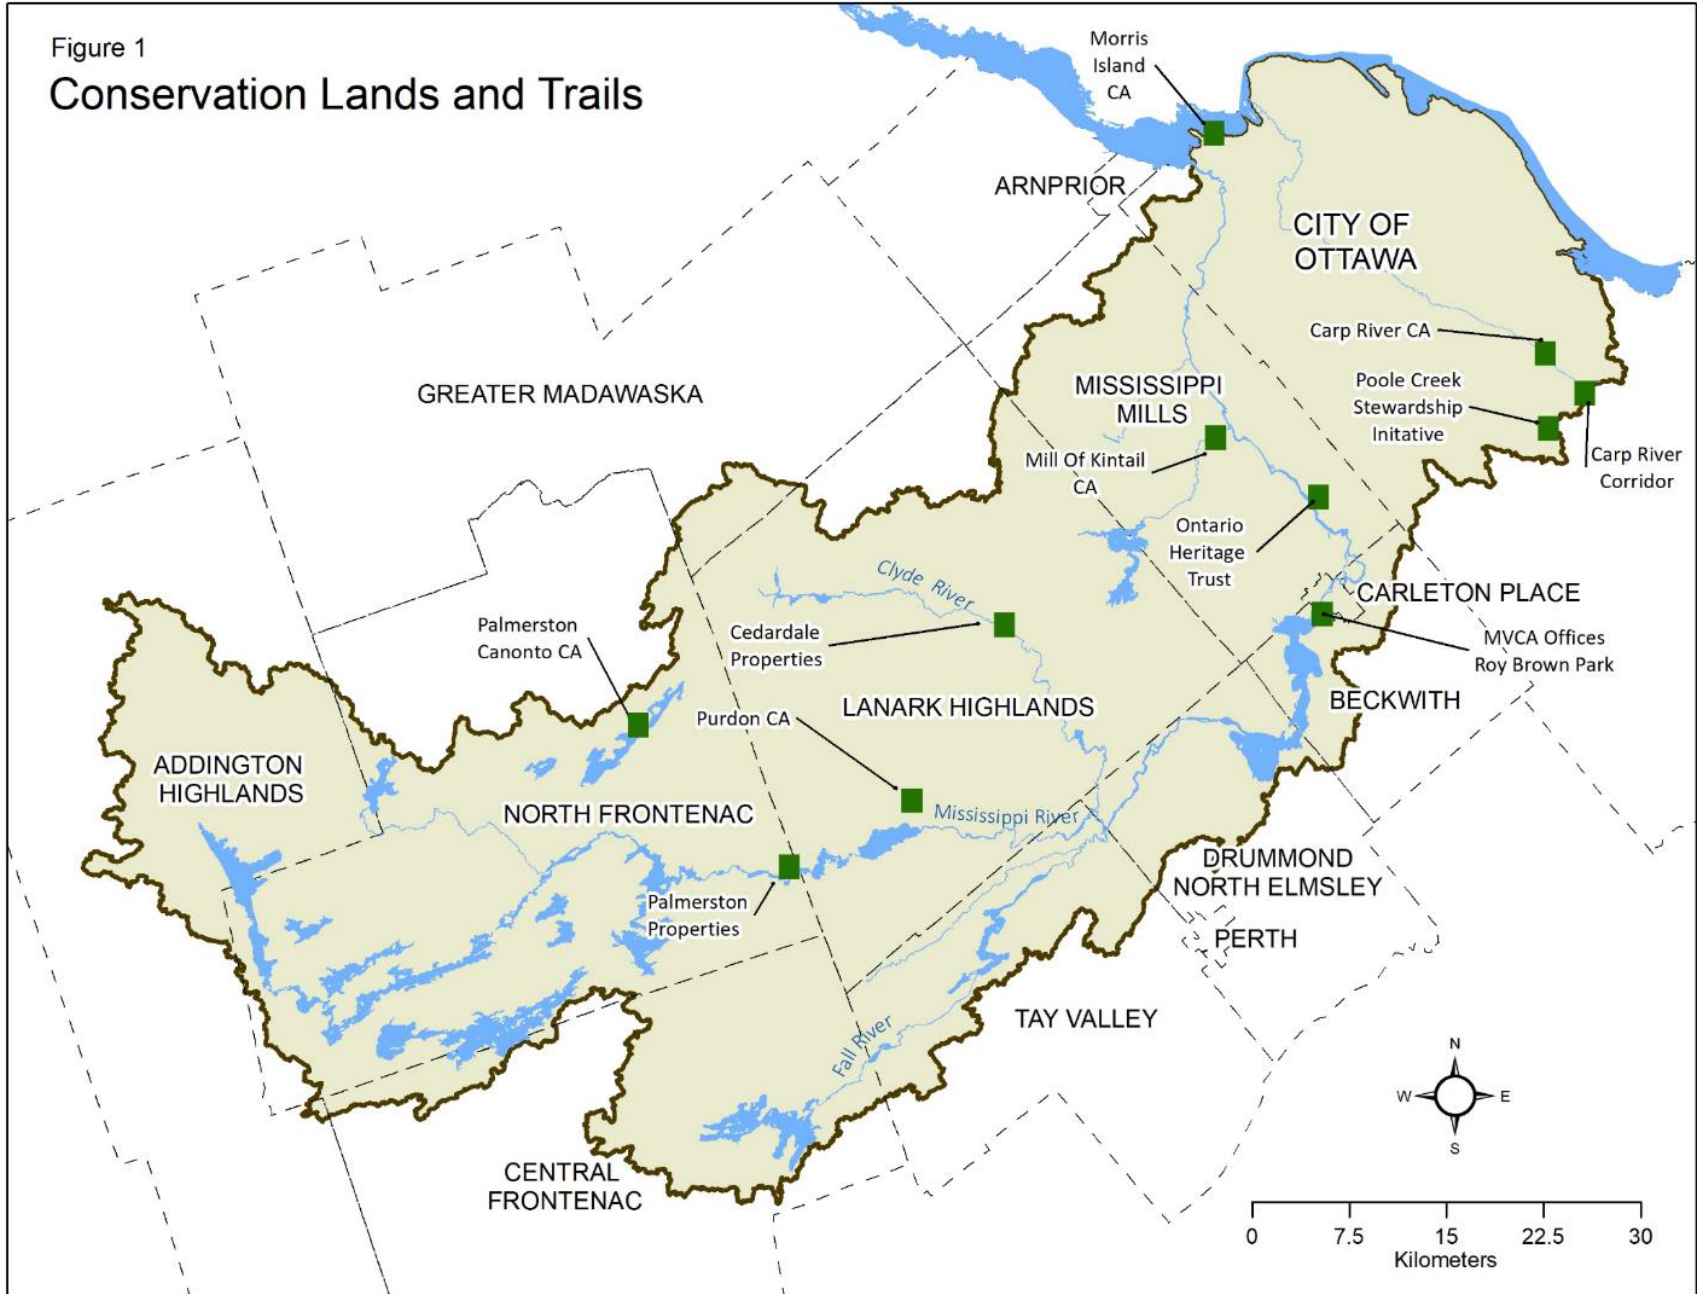 Figure 1
Conservation Lands and Trails
Morris
Island
CA
ARNPRIOR
CITY OF
OTTAWA
Carp River CA
GREATER MADAWASKA
MISSISSIPPI
MILLS
Poole Creek
Stewardship
Initative
Mill Of Kintail
CA
Carp River
Corridor
Ontario
Heritage
Trust
Clyde River
CARLETON PLACE
Palmerston
Canonto CA
Cedardale
Properties
MVCA Offices
Roy Brown Park
Purdon CA
LANARK HIGHLANDS
BECKWITH
ADDINGTON
HIGHLANDS
NORTH FRONTENAC
Mississippi River
DRUMMOND
NORTH ELMSLEY
Palmerston
Properties
PERTH
TAY VALLEY
Fall River
CENTRAL
FRONTENAC
N
W
E
S
0 7.5 15 22.5 30
Kilometers